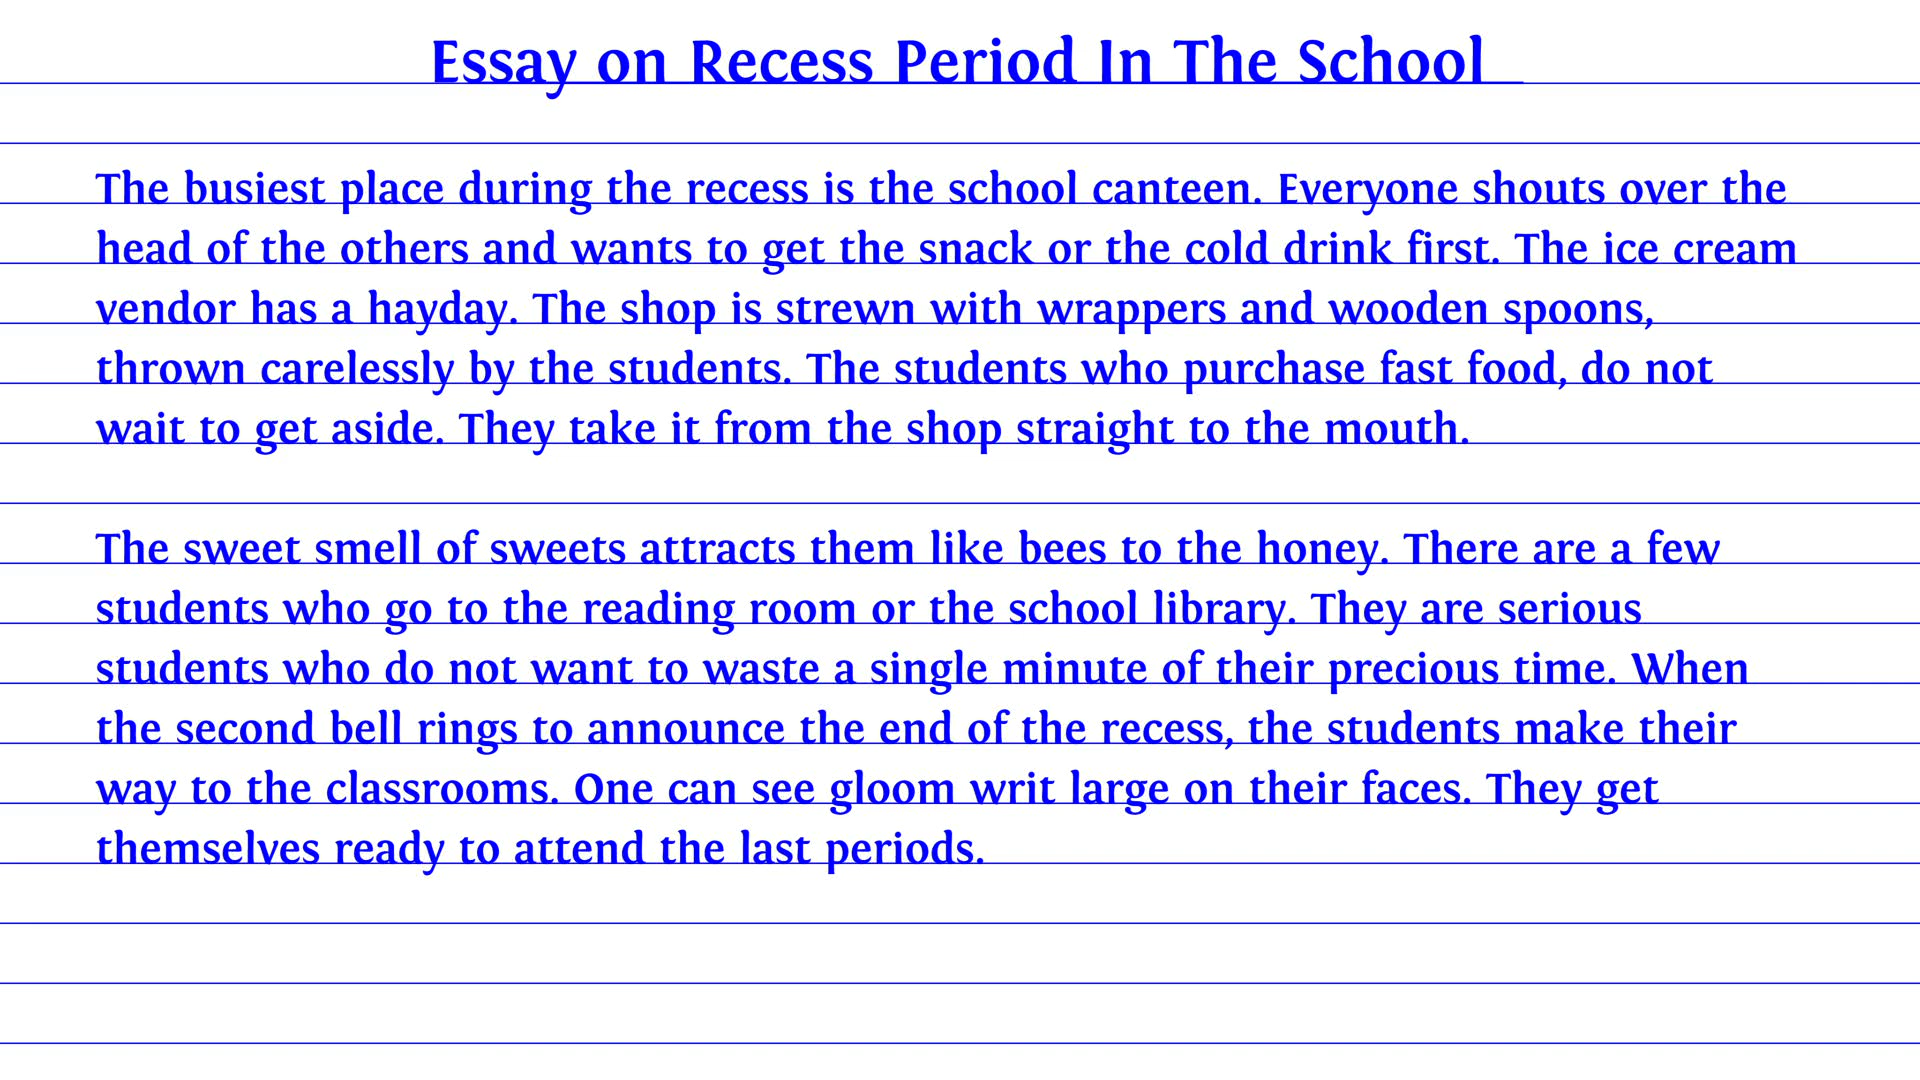 Essay on Recess Period In The School
The busiest place during the recess is the school canteen. Everyone shouts over the
head of the others and wants to get the snack or the cold drink first. The ice cream
vendor has a hayday. The shop is strewn with wrappers and wooden spoons,
thrown carelessly by the students. The students who purchase fast food, do not
wait to get aside. They take it from the shop straight to the mouth.
The sweet smell of sweets attracts them like bees to the honey. There are a few
students who go to the reading room or the school library. They are serious
students who do not want to waste a single minute of their precious time. When
the second bell rings to announce the end of the recess, the students make their
way to the classrooms. One can see gloom writ large on their faces. They get
themselves ready to attend the last periods.